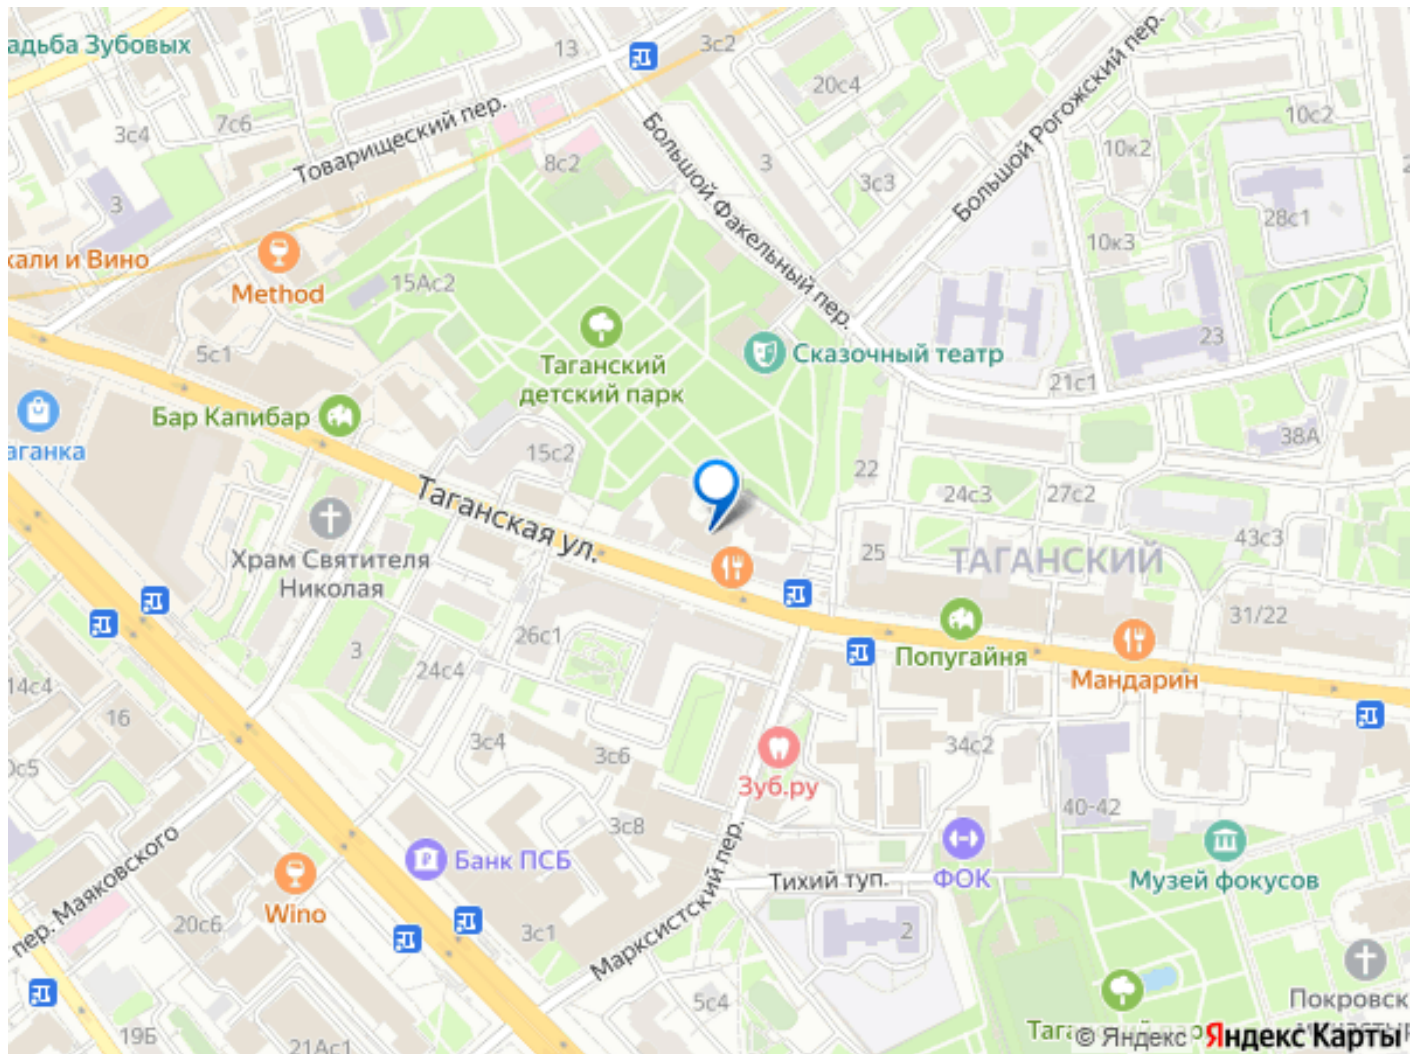 адьба Зубовых
13
3с2
20с4
Большой Рогожский пер.
10с2
3с4
7с6
Товарищеский пер.
8с2
Большой Факельный пер.
3
3с3
10к2
3
28с1
10к3
хали и Вино
Method
15Ас2
5с1
Таганский
детский парк
Сказочный театр
23
21с1
Бар Капибар
аганка
15с2
22
38А
24с3
27с2
Таганская ул.
Храм Святителя
Николая
25
ТАГАНСКИЙ
43с3
31/22
26с1
3
24с4
Попугайня
Мандарин
14с4
16
3с4
3с6
34с2
Зуб.ру
40-42
3с8
пер. Маяковского
Банк ПСБ
Марксистский пер.
Тихий туп.
ФОК
Музей фокусов
Wino
20с6
3с1
2
5с4
19Б
21Ас1
Покровск
© Яндекс
Яндекс Карты